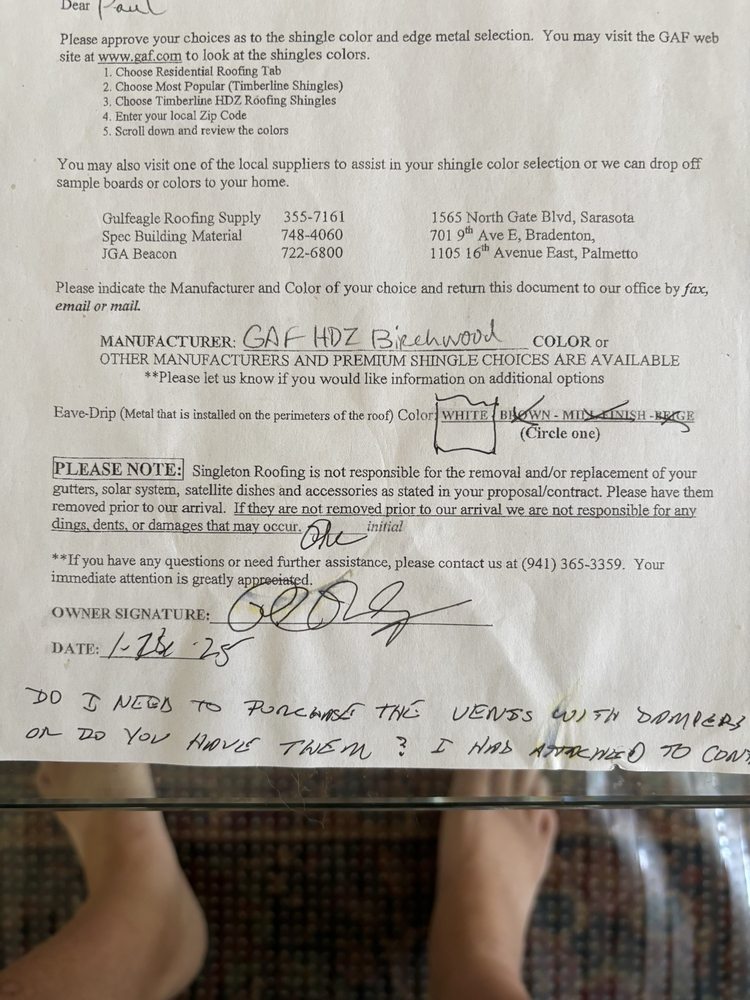 Dear Paul
Please approve your choices as to the shingle color and edge metal selection. You may visit the GAF web
site at www.gaf.com to look at the shingles colors.
1. Choose Residential Roofing Tab
2. Choose Most Popular (Timberline Shingles)
3. Choose Timberline HDZ Roofing Shingles
4. Enter your local Zip Code
5. Scroll down and review the colors
You may also visit one of the local suppliers to assist in your shingle color selection or we can drop off
sample boards or colors to your home.
Gulfeagle Roofing Supply 355-7161 1565 North Gate Blvd, Sarasota
Spec Building Material 748-4060 701 9th Ave E, Bradenton,
JGA Beacon 722-6800 1105 16th Avenue East, Palmetto
Please indicate the Manufacturer and Color of your choice and return this document to our office by fax,
email or mail.
MANUFACTURER: GAF HDZ Birchwood COLOR or
OTHER MANUFACTURERS AND PREMIUM SHINGLE CHOICES ARE AVAILABLE
**Please let us know if you would like information on additional options
Eave-Drip (Metal that is installed on the perimeters of the roof) Color: WHITE - BROWN - MILL FINISH - BEIGE
(Circle one)
PLEASE NOTE: Singleton Roofing is not responsible for the removal and/or replacement of your
gutters, solar system, satellite dishes and accessories as stated in your proposal/contract. Please have them
removed prior to our arrival. If they are not removed prior to our arrival we are not responsible for any
dings, dents, or damages that may occur. initial
**If you have any questions or need further assistance, please contact us at (941) 365-3359. Your
immediate attention is greatly appreciated.
OWNER SIGNATURE:
DATE:
DO I NEED TO PURCHASE THE VENTS WITH DAMPERS
OR DO YOU HAVE THEM ? I HAD ATTACHED TO CONT